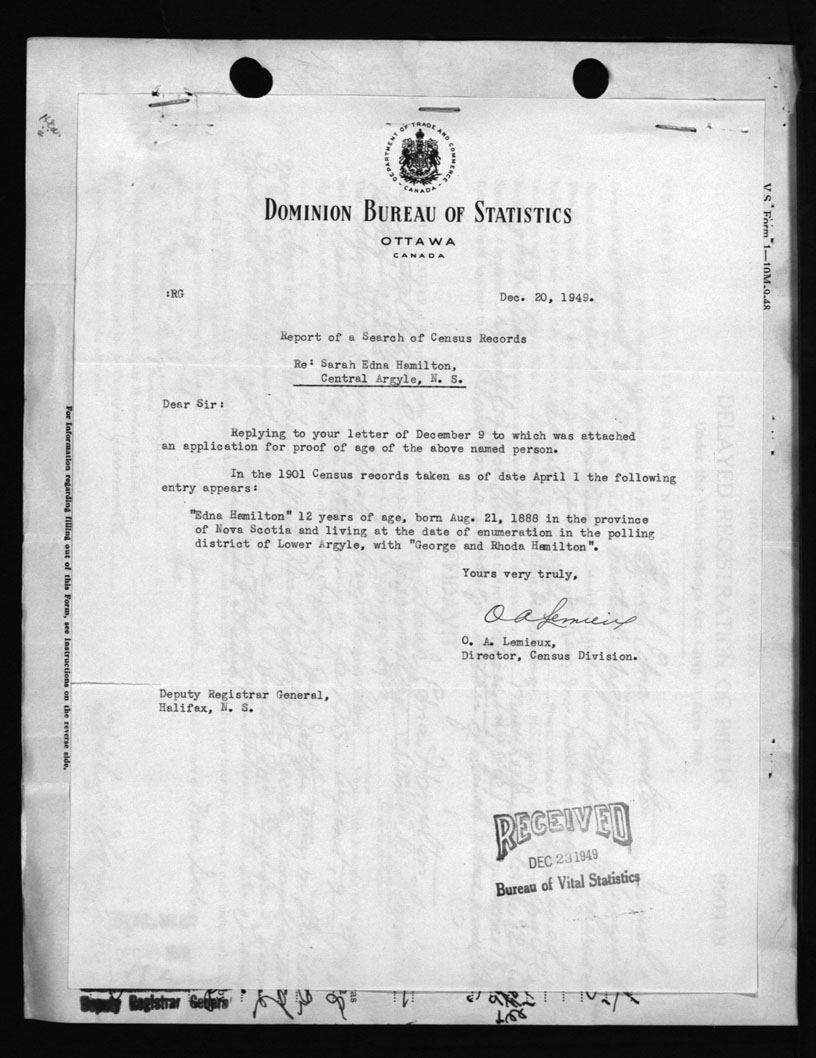 DEPARTMENT OF TRADE AND COMMERCE
- CANADA -
DOMINION BUREAU OF STATISTICS
OTTAWA
CANADA
:RG
Dec. 20, 1949.
Report of a Search of Census Records
Re: Sarah Edna Hamilton,
Central Argyle, N. S.
Dear Sir:
Replying to your letter of December 9 to which was attached
an application for proof of age of the above named person.
In the 1901 Census records taken as of date April 1 the following
entry appears:
"Edna Hamilton" 12 years of age, born Aug. 21, 1888 in the province
of Nova Scotia and living at the date of enumeration in the polling
district of Lower Argyle, with "George and Rhoda Hamilton".
Yours very truly,
O A Lemieux
O. A. Lemieux,
Director, Census Division.
Deputy Registrar General,
Halifax, N. S.
RECEIVED
DEC 23 1949
Bureau of Vital Statistics
Deputy Registrar General
For Information regarding filling out of this Form, see Instructions on the reverse side.
V.S. Form 1—10M-9-48